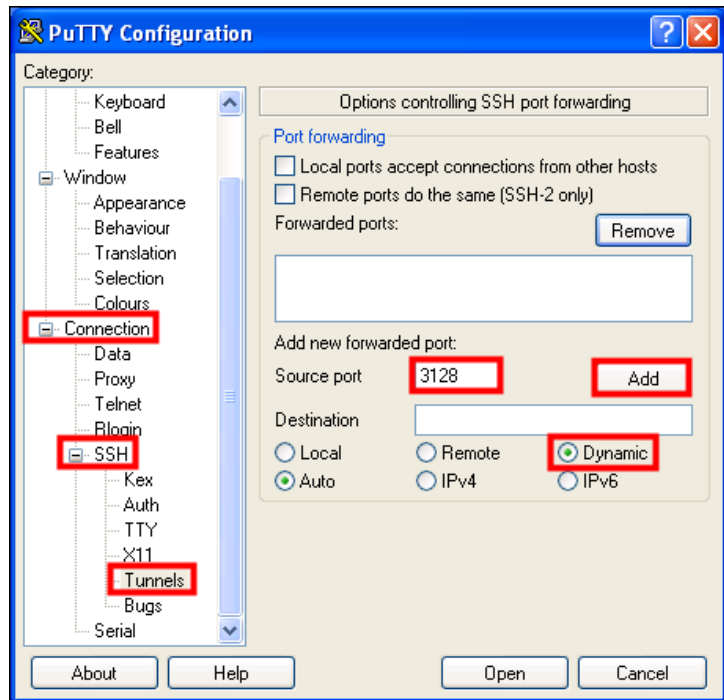 PuTTY Configuration
Category:
Keyboard
Bell
Features
Window
Appearance
Behaviour
Translation
Selection
Colours
Connection
Data
Proxy
Telnet
Rlogin
SSH
Kex
Auth
TTY
X11
Tunnels
Bugs
Serial
Options controlling SSH port forwarding
Port forwarding
Local ports accept connections from other hosts
Remote ports do the same (SSH-2 only)
Forwarded ports:
Remove
Add new forwarded port:
Source port 3128 Add
Destination
Local Remote Dynamic
Auto IPv4 IPv6
About Help Open Cancel